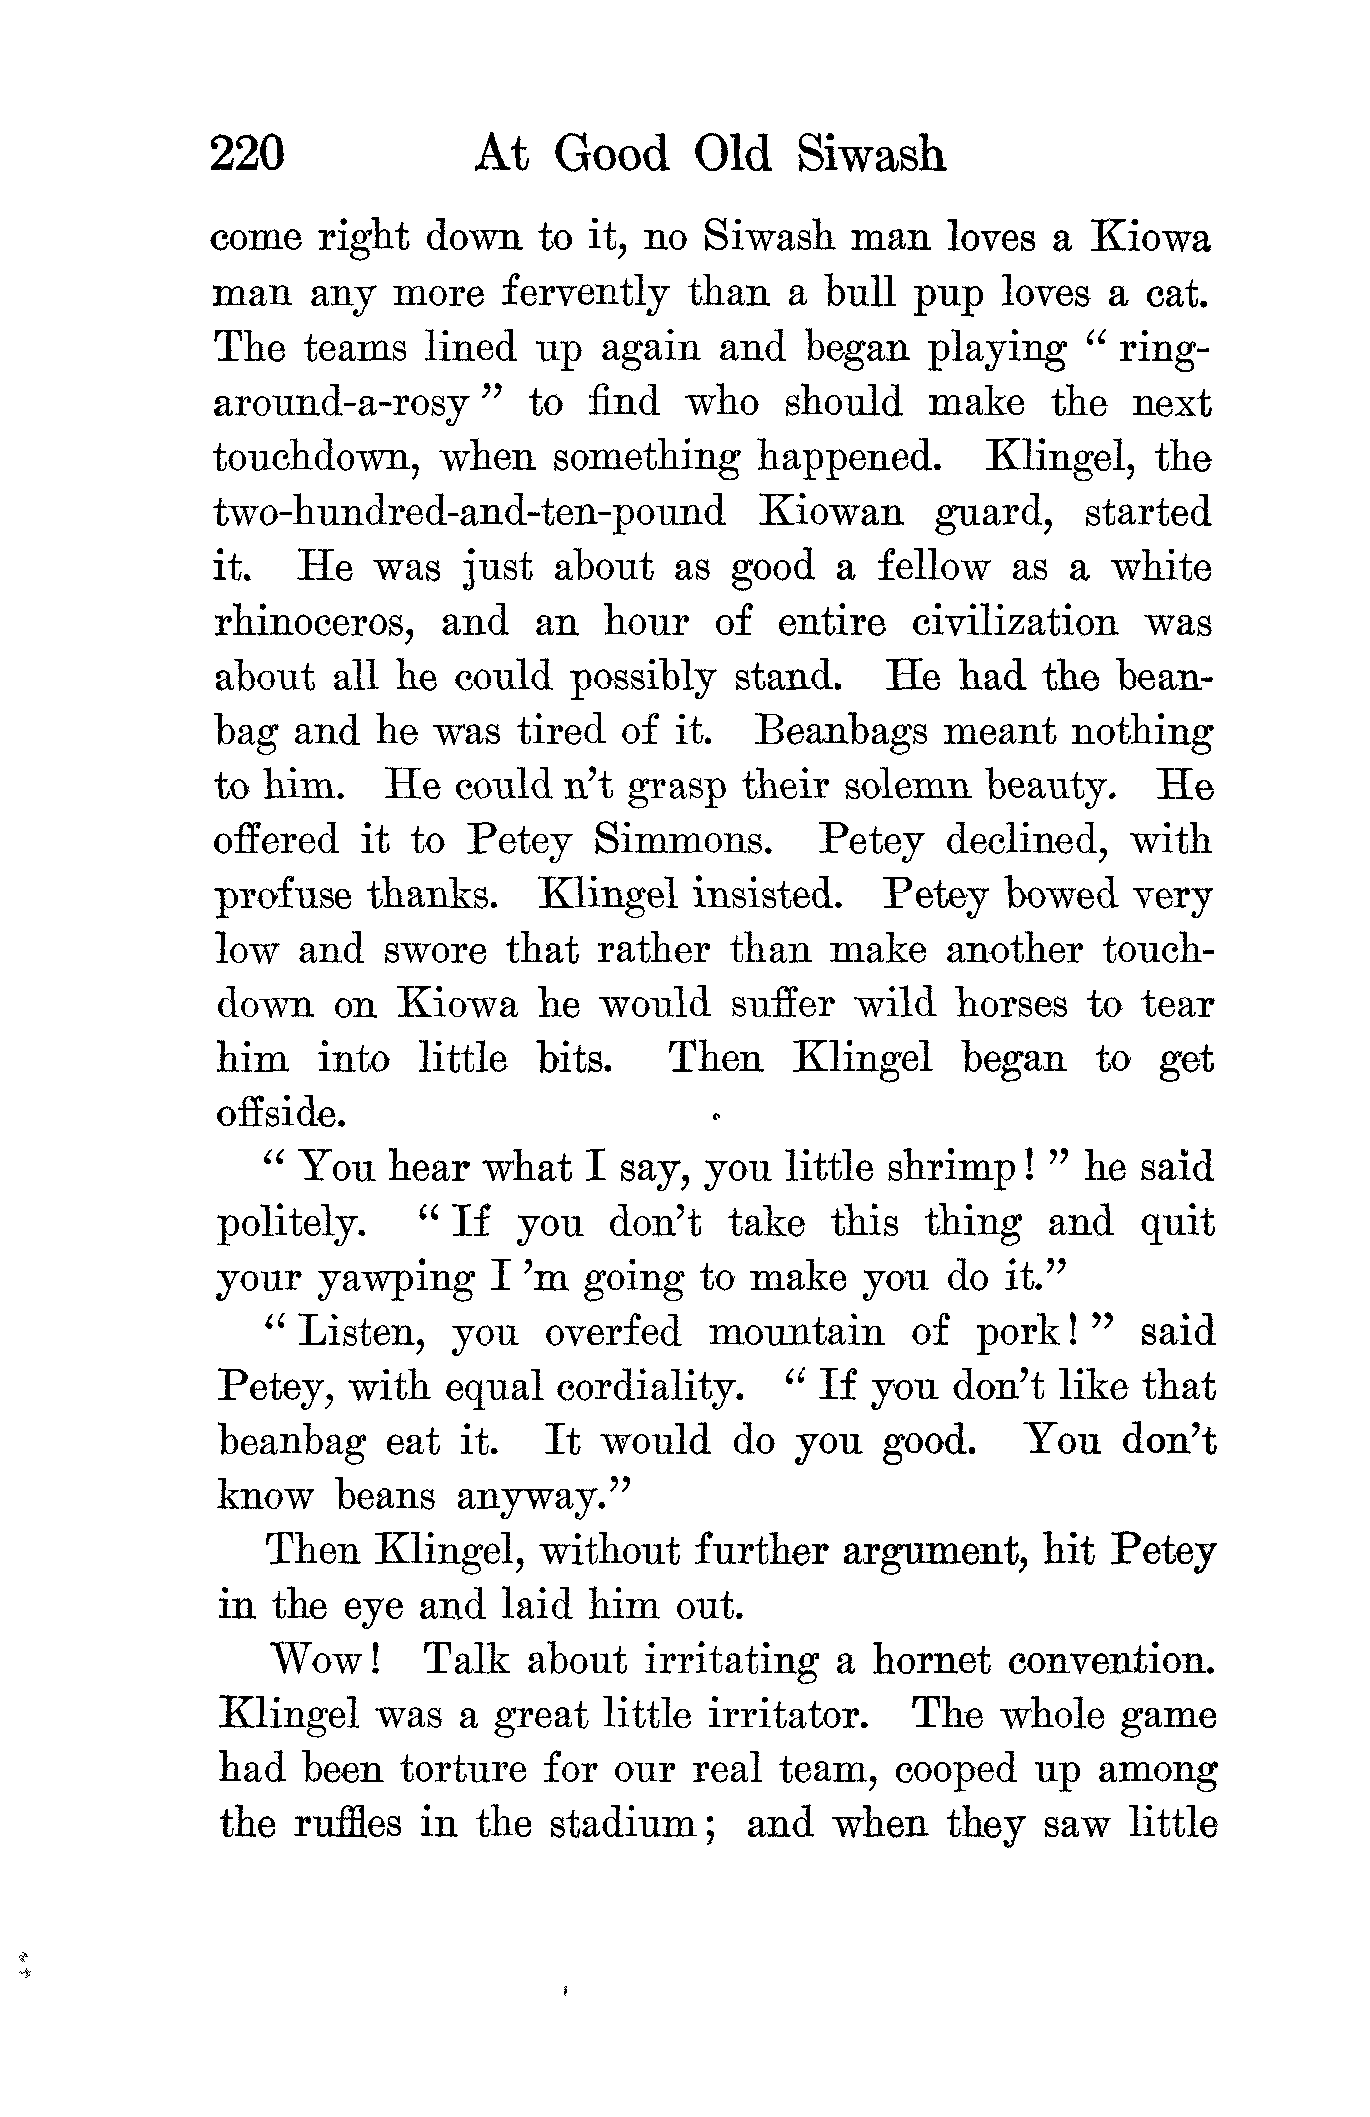 220 At Good Old Siwash
come right down to it, no Siwash man loves a Kiowa
man any more fervently than a bull pup loves a cat.
The teams lined up again and began playing “ ring-
around-a-rosy ” to find who should make the next
touchdown, when something happened. Klingel, the
two-hundred-and-ten-pound Kiowan guard, started
it. He was just about as good a fellow as a white
rhinoceros, and an hour of entire civilization was
about all he could possibly stand. He had the bean-
bag and he was tired of it. Beanbags meant nothing
to him. He could n’t grasp their solemn beauty. He
offered it to Petey Simmons. Petey declined, with
profuse thanks. Klingel insisted. Petey bowed very
low and swore that rather than make another touch-
down on Kiowa he would suffer wild horses to tear
him into little bits. Then Klingel began to get
offside.
“ You hear what I say, you little shrimp! ” he said
politely. “ If you don’t take this thing and quit
your yawping I ’m going to make you do it.”
“ Listen, you overfed mountain of pork! ” said
Petey, with equal cordiality. “ If you don’t like that
beanbag eat it. It would do you good. You don’t
know beans anyway.”
Then Klingel, without further argument, hit Petey
in the eye and laid him out.
Wow! Talk about irritating a hornet convention.
Klingel was a great little irritator. The whole game
had been torture for our real team, cooped up among
the ruffles in the stadium; and when they saw little